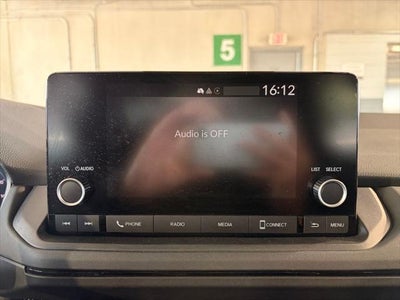 5
16:12
Audio is OFF
VOL AUDIO
LIST SELECT
PHONE RADIO MEDIA CONNECT MENU